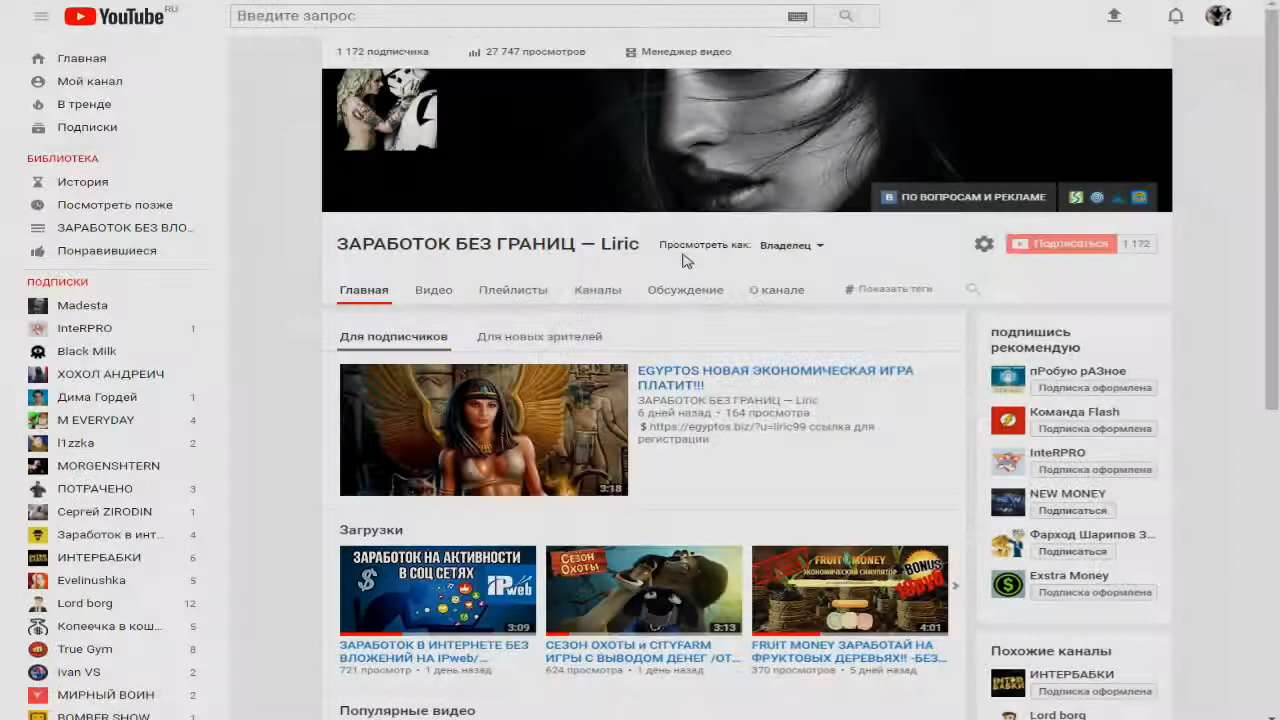 YouTube RU
Введите запрос
Главная
Мой канал
В тренде
Подписки
БИБЛИОТЕКА
История
Посмотреть позже
ЗАРАБОТОК БЕЗ ВЛО...
Понравившиеся
ПОДПИСКИ
Madesta
InteRPRO 1
Black Milk
ХОХОЛ АНДРЕИЧ
Дима Гордей 1
M EVERYDAY 4
l1zzka 2
MORGENSHTERN
ПОТРАЧЕНО 3
Сергей ZIRODIN 1
Заработок в инт... 4
ИНТЕРБАБКИ 6
Evelinushka 5
Lord borg 12
Копеечка в кош... 5
True Gym 8
ivan VS 2
МИРНЫЙ ВОИН 2
BOMBER SHOW 1
1 172 подписчика
27 747 просмотров
Менеджер видео
В ПО ВОПРОСАМ И РЕКЛАМЕ
ЗАРАБОТОК БЕЗ ГРАНИЦ — Liric
Просмотреть как: Владелец
Подписаться 1 172
Главная Видео Плейлисты Каналы Обсуждение О канале # Показать теги
Для подписчиков Для новых зрителей
3:18
EGYPTOS НОВАЯ ЭКОНОМИЧЕСКАЯ ИГРА
ПЛАТИТ!!!
ЗАРАБОТОК БЕЗ ГРАНИЦ — Liric
6 дней назад • 164 просмотра
$ https://egyptos.biz/?u=liric99 ссылка для
регистрации
Загрузки
ЗАРАБОТОК НА АКТИВНОСТИ
В СОЦ СЕТЯХ
IPweb
3:09
ЗАРАБОТОК В ИНТЕРНЕТЕ БЕЗ
ВЛОЖЕНИЙ НА IPweb/...
721 просмотр • 1 день назад
Сезон
Охоты
3:13
СЕЗОН ОХОТЫ и CITYFARM
ИГРЫ С ВЫВОДОМ ДЕНЕГ /ОТ...
624 просмотра • 1 день назад
FRUIT MONEY
ЭКОНОМИЧЕСКИЙ СИМУЛЯТОР
BONUS
4:01
FRUIT MONEY ЗАРАБОТАЙ НА
ФРУКТОВЫХ ДЕРЕВЬЯХ!! -БЕЗ...
370 просмотров • 5 дней назад
Популярные видео
подпишись
рекомендую
пРобую рАЗное
Подписка оформлена
Команда Flash
Подписка оформлена
InteRPRO
Подписка оформлена
NEW MONEY
Подписаться
Фарход Шарипов З...
Подписаться
Exstra Money
Подписка оформлена
Похожие каналы
ИНТЕРБАБКИ
Подписка оформлена
Lord borg